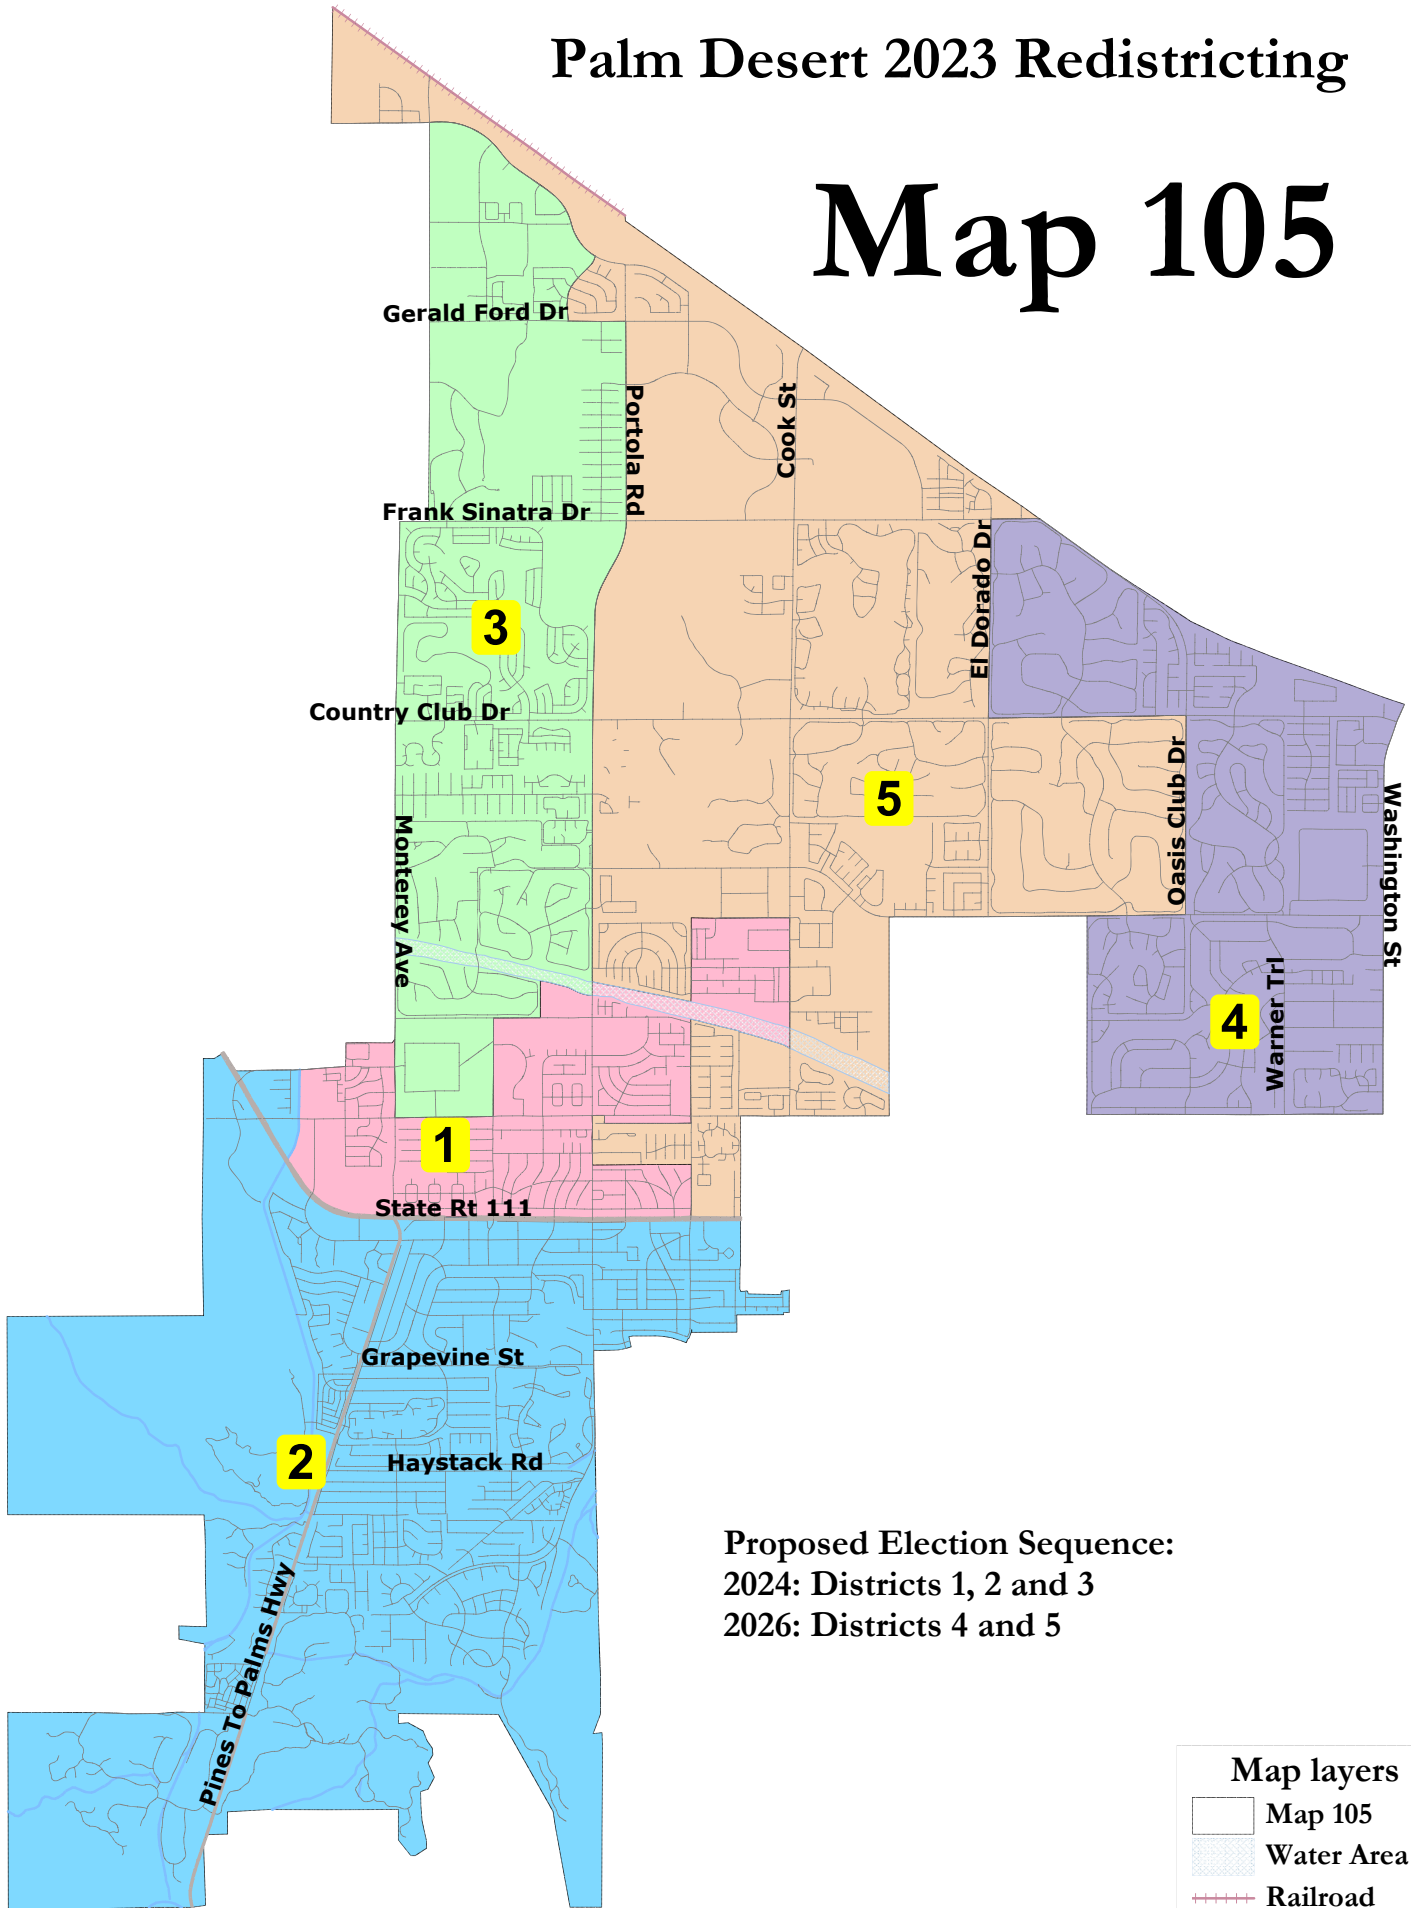 Palm Desert 2023 Redistricting
Map 105
Gerald Ford Dr
Portola Rd
Cook St
Frank Sinatra Dr
El Dorado Dr
3
Country Club Dr
5
Oasis Club Dr
Monterey Ave
Washington St
4
Warner Trl
1
State Rt 111
Grapevine St
2
Haystack Rd
Pines To Palms Hwy
Proposed Election Sequence:
2024: Districts 1, 2 and 3
2026: Districts 4 and 5
Map layers
Map 105
Water Area
Railroad